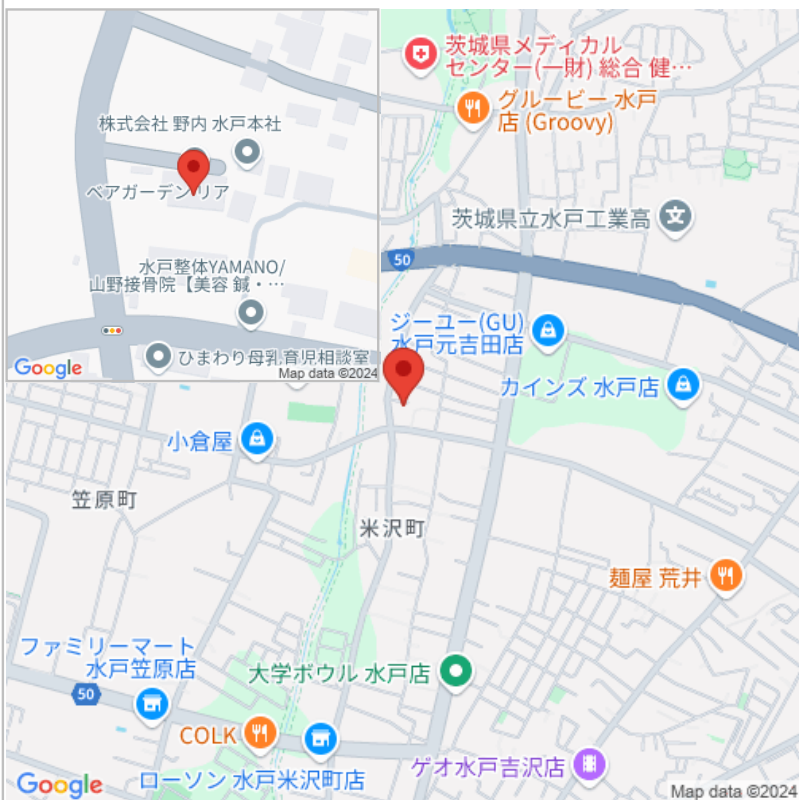 株式会社 野内 水戸本社
ベアガーデンリア
水戸整体YAMANO/
山野接骨院【美容 鍼・…
ひまわり母乳育児相談室
Google
Map data ©2024
茨城県メディカル
センター(一財) 総合 健…
グルービー 水戸
店 (Groovy)
茨城県立水戸工業高
50
ジーユー(GU)
水戸元吉田店
カインズ 水戸店
小倉屋
笠原町
米沢町
麺屋 荒井
ファミリーマート
水戸笠原店
大学ボウル 水戸店
50
COLK
ローソン 水戸米沢町店
ゲオ水戸吉沢店
Google
Map data ©2024